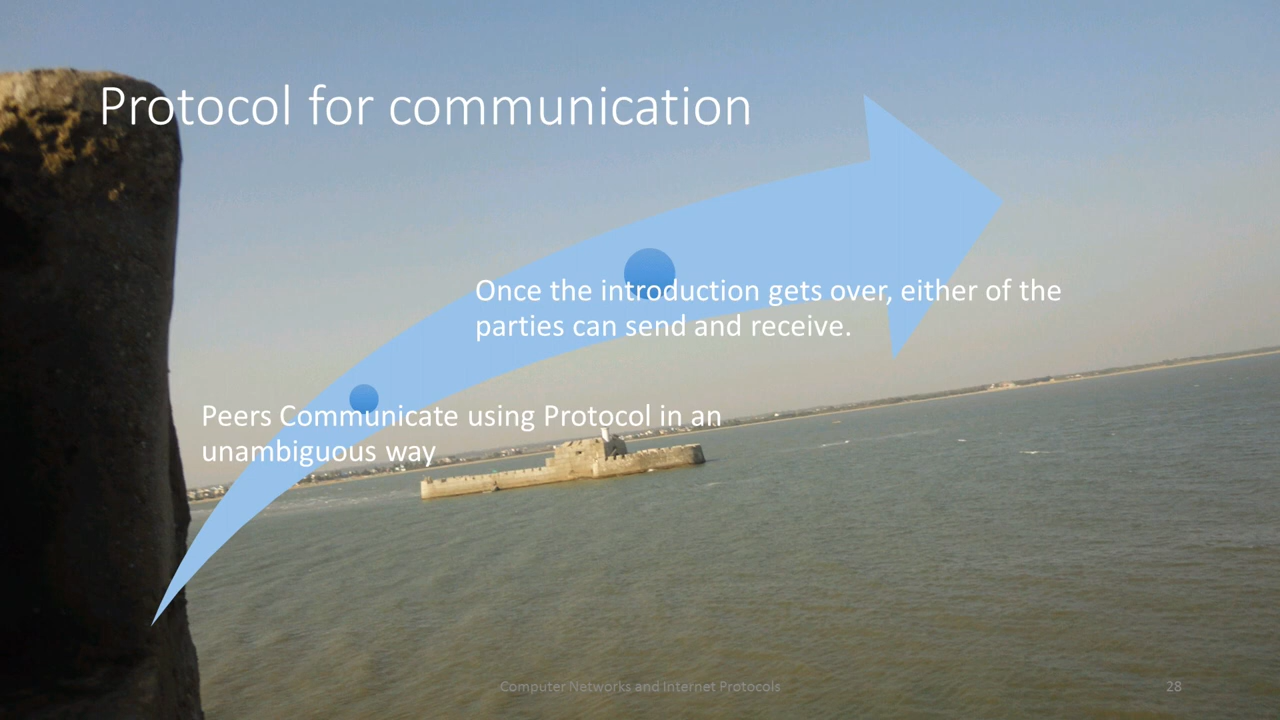 Protocol for communication
Once the introduction gets over, either of the
parties can send and receive.
Peers Communicate using Protocol in an
unambiguous way
Computer Networks and Internet Protocols
28